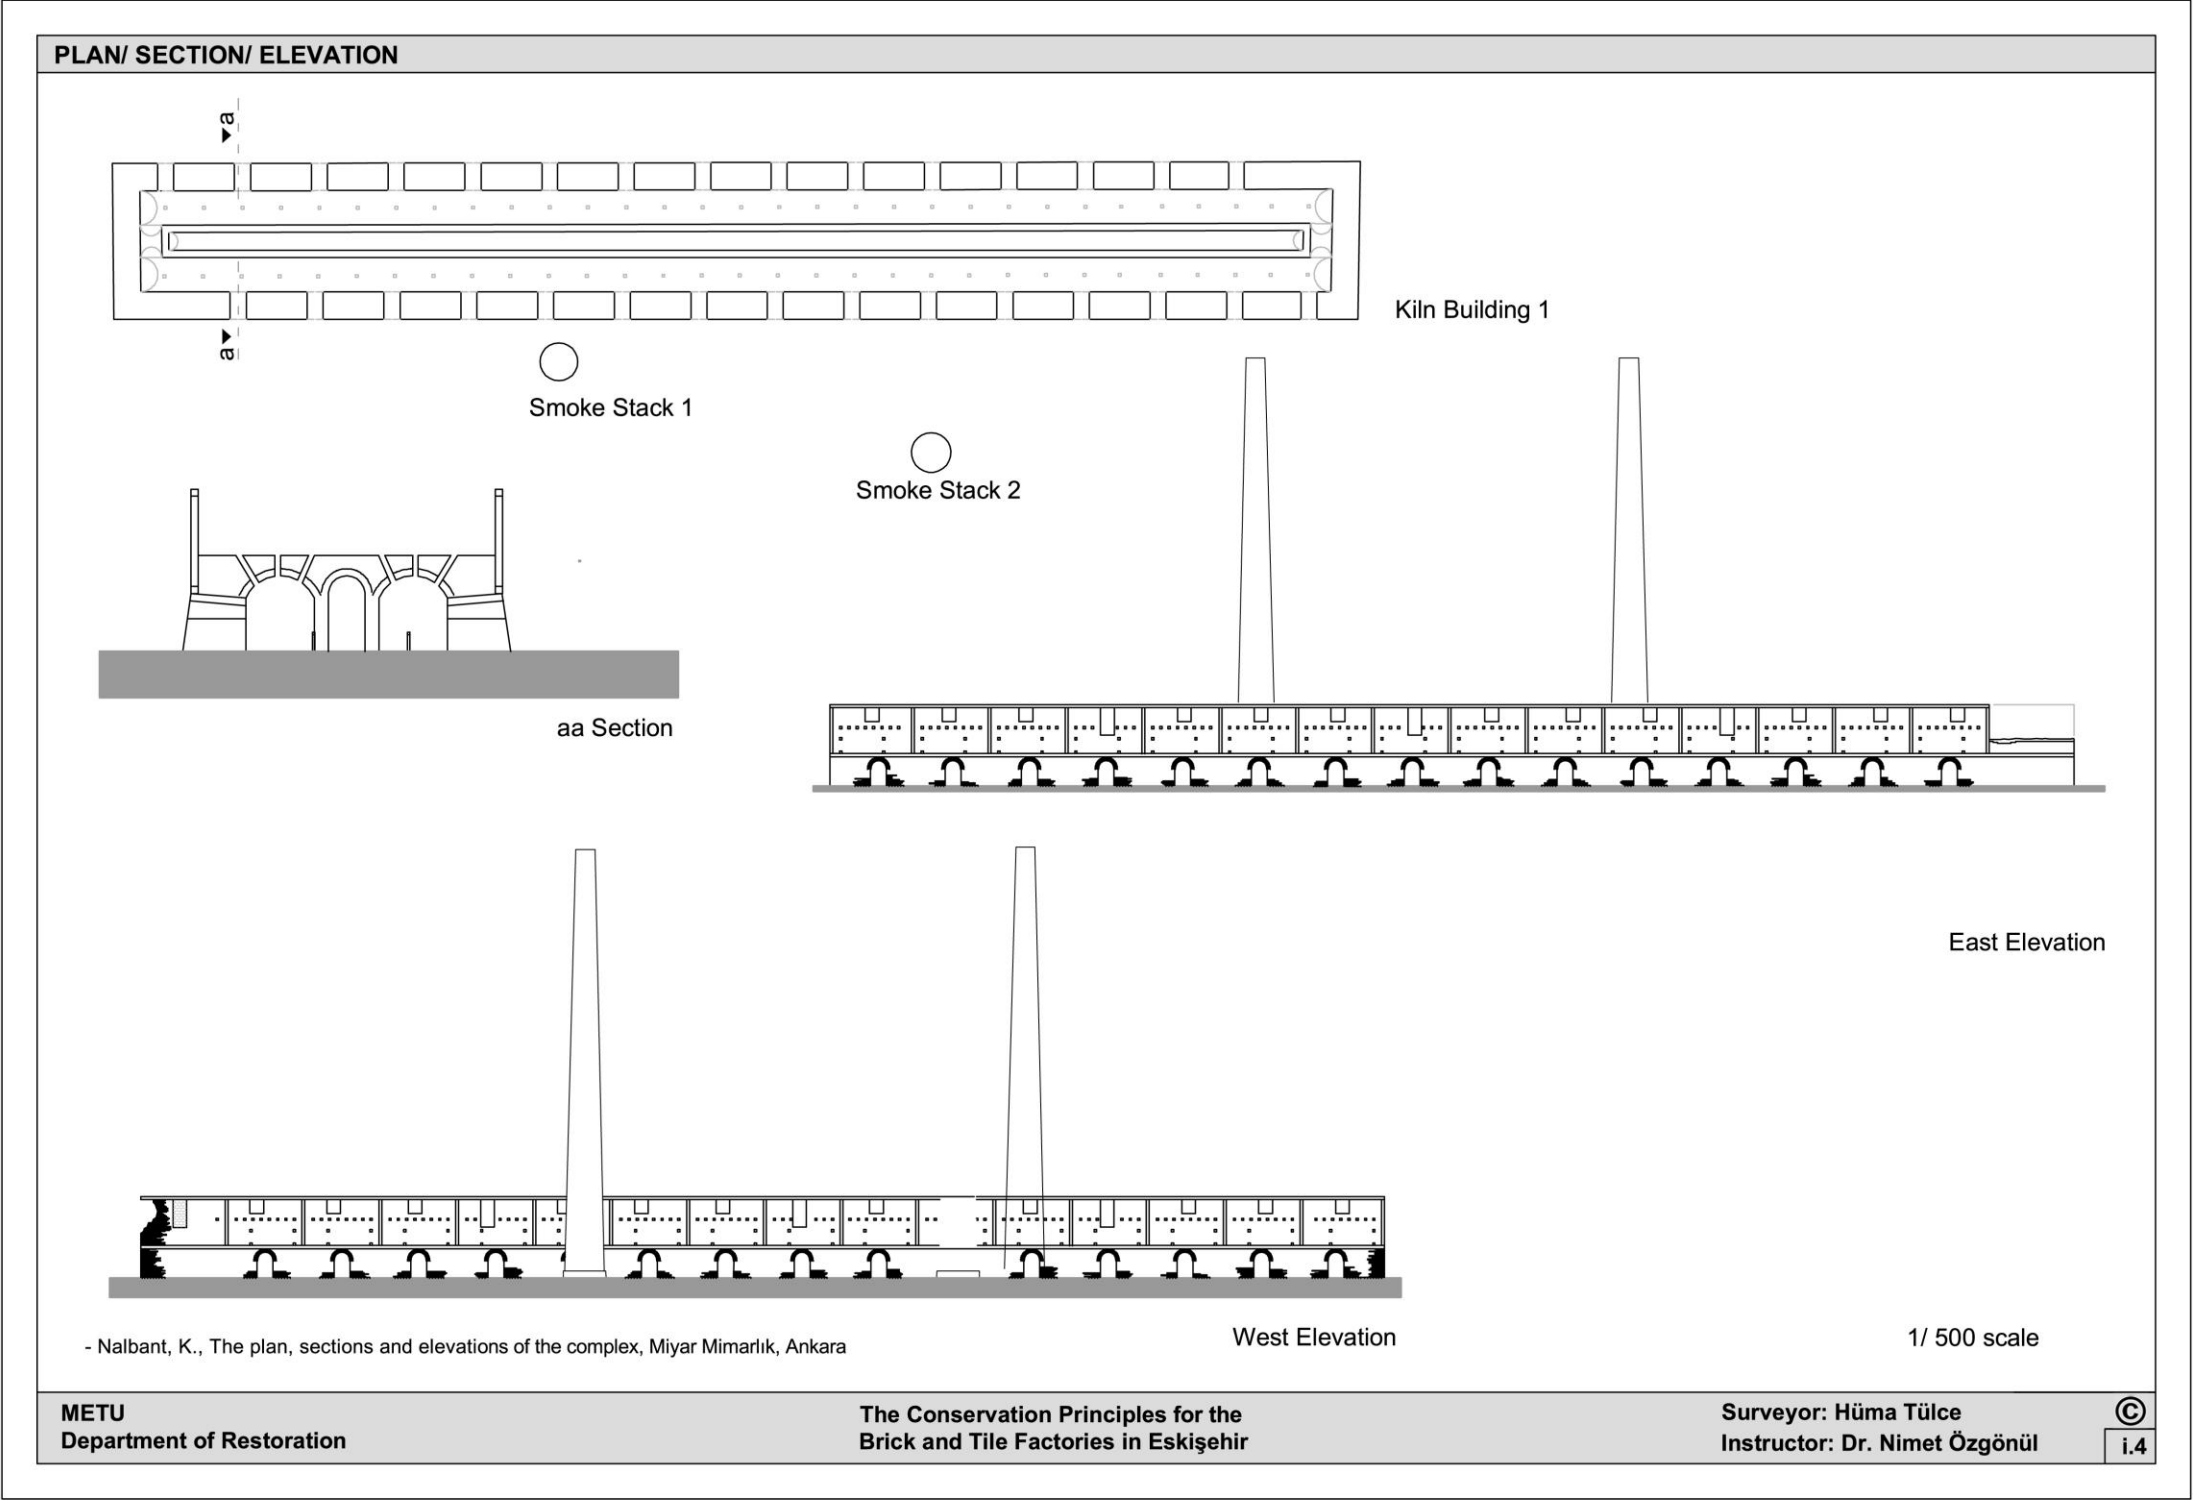 PLAN/ SECTION/ ELEVATION
a
a
Kiln Building 1
Smoke Stack 1
Smoke Stack 2
aa Section
East Elevation
West Elevation
1/ 500 scale
- Nalbant, K., The plan, sections and elevations of the complex, Miyar Mimarlık, Ankara
METU
Department of Restoration
The Conservation Principles for the
Brick and Tile Factories in Eskişehir
Surveyor: Hüma Tülce
Instructor: Dr. Nimet Özgönül
©
i.4